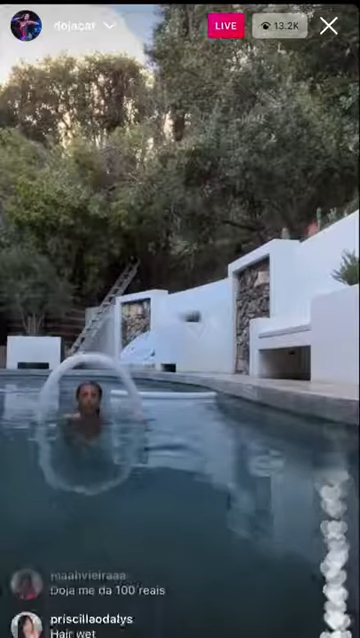 dojacat
LIVE
13.2K
maahvieiraaa
Doja me da 100 reais
priscillaodalys
Hair wet